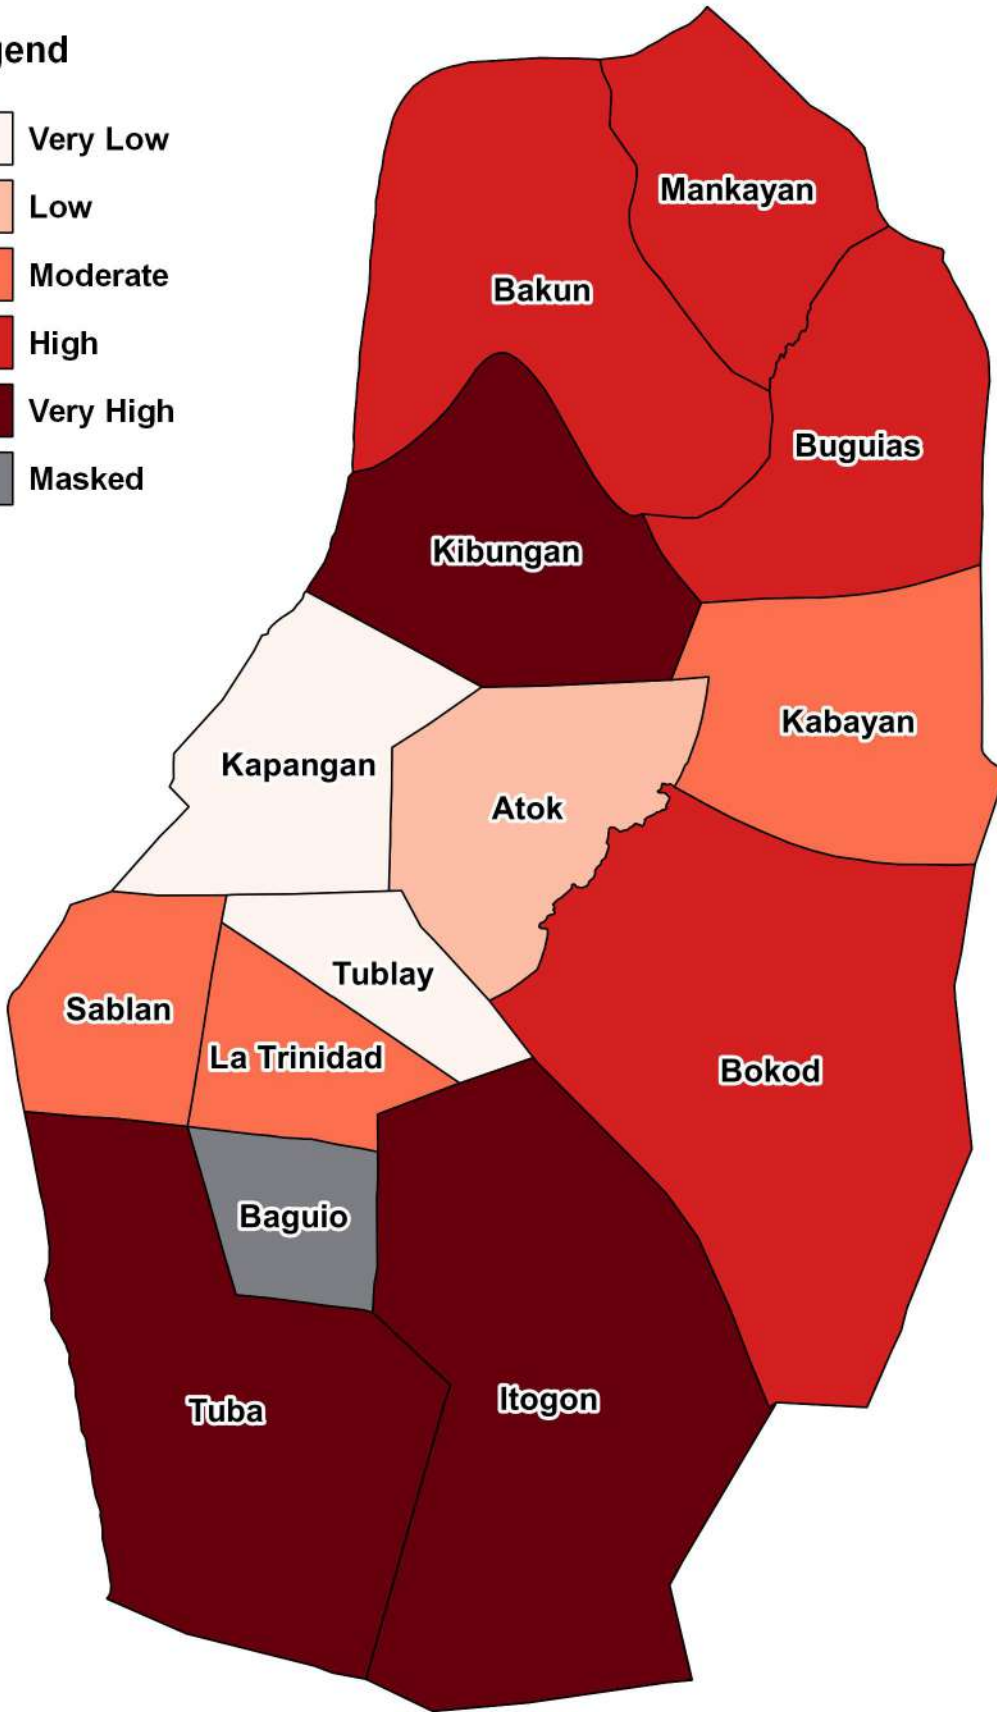 gend
Very Low
Low
Moderate
High
Very High
Masked
Mankayan
Bakun
Buguias
Kibungan
Kabayan
Kapangan
Atok
Tublay
Sablan
La Trinidad
Bokod
Baguio
Itogon
Tuba